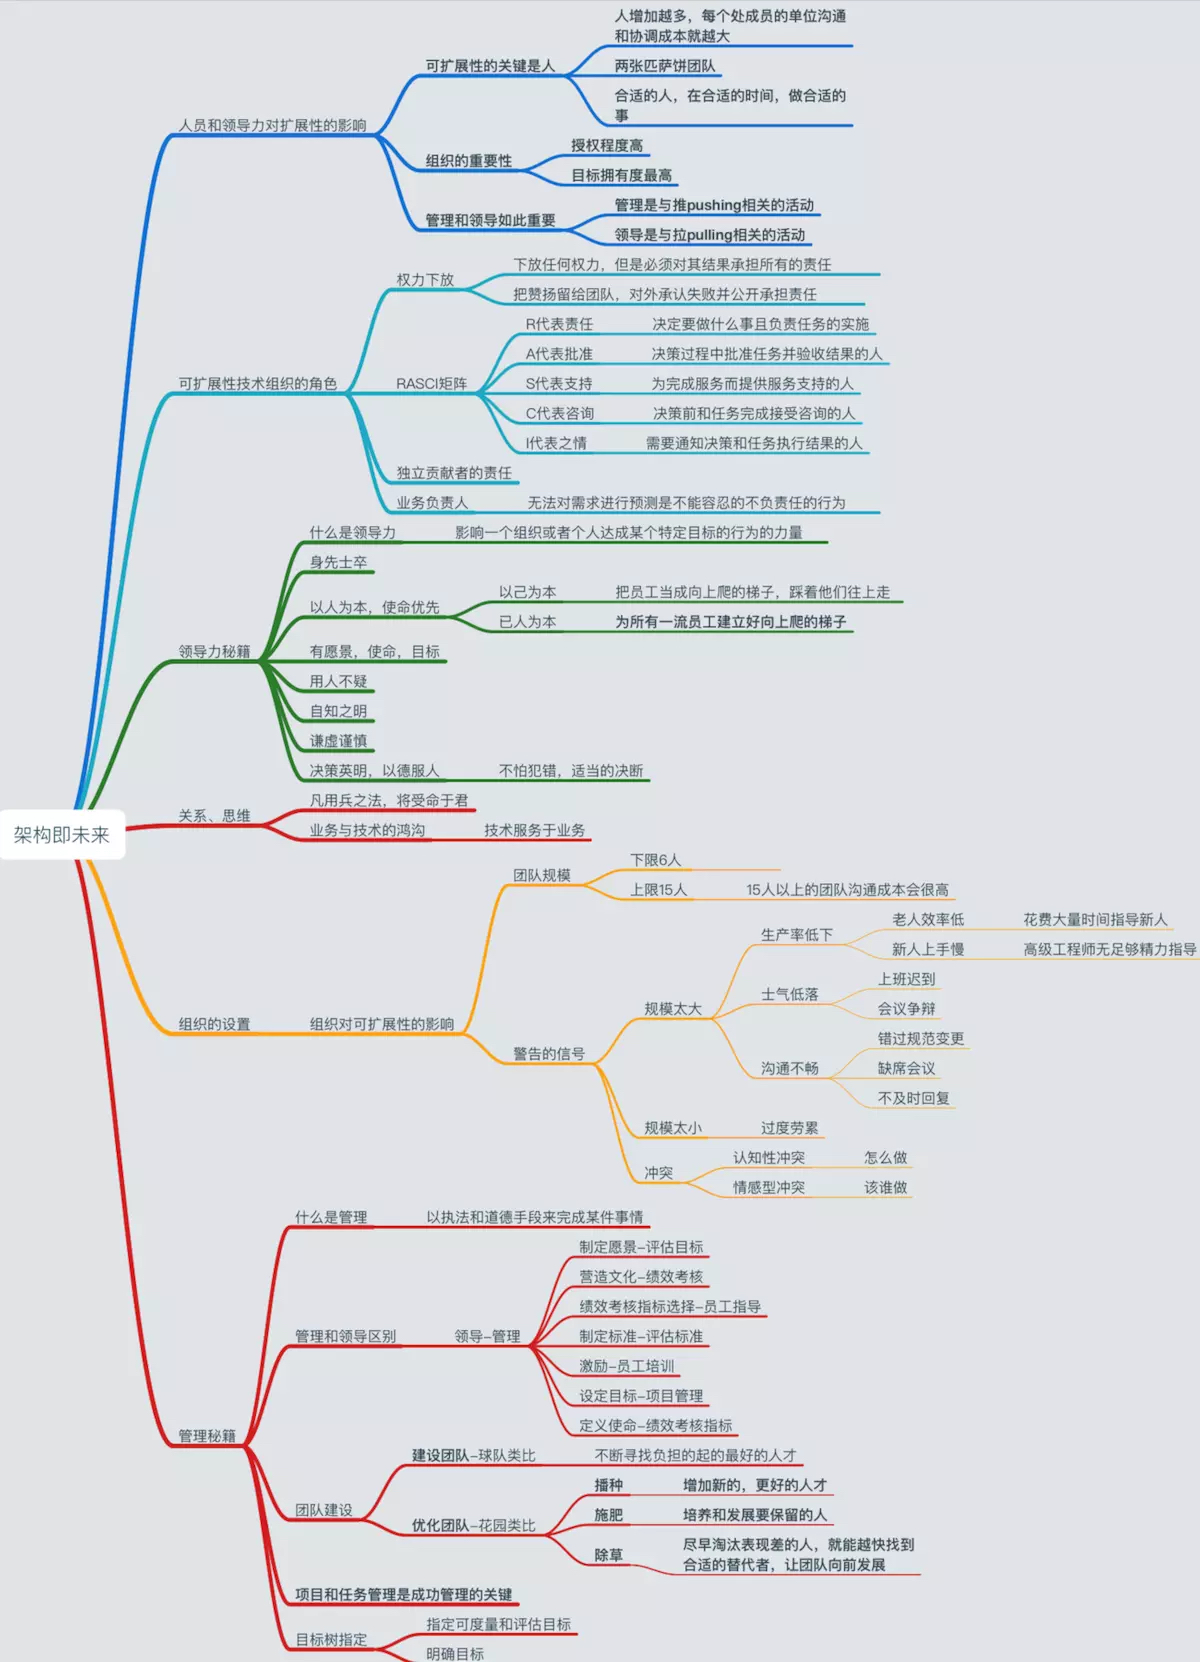 人增加越多，每个处成员的单位沟通
和协调成本就越大
可扩展性的关键是人
两张匹萨饼团队
合适的人，在合适的时间，做合适的
事
人员和领导力对扩展性的影响
授权程度高
组织的重要性
目标拥有度最高
管理是与推pushing相关的活动
管理和领导如此重要
领导是与拉pulling相关的活动
下放任何权力，但是必须对其结果承担所有的责任
权力下放
把赞扬留给团队，对外承认失败并公开承担责任
R代表责任 决定要做什么事且负责任务的实施
A代表批准 决策过程中批准任务并验收结果的人
可扩展性技术组织的角色 RASCI矩阵 S代表支持 为完成服务而提供服务支持的人
C代表咨询 决策前和任务完成接受咨询的人
I代表之情 需要通知决策和任务执行结果的人
独立贡献者的责任
业务负责人 无法对需求进行预测是不能容忍的不负责任的行为
什么是领导力 影响一个组织或者个人达成某个特定目标的行为的力量
身先士卒
以己为本 把员工当成向上爬的梯子，踩着他们往上走
以人为本，使命优先
已人为本 为所有一流员工建立好向上爬的梯子
领导力秘籍 有愿景，使命，目标
用人不疑
自知之明
谦虚谨慎
决策英明，以德服人 不怕犯错，适当的决断
凡用兵之法，将受命于君
关系、思维
业务与技术的鸿沟 技术服务于业务
架构即未来
下限6人
团队规模
上限15人 15人以上的团队沟通成本会很高
老人效率低 花费大量时间指导新人
生产率低下
新人上手慢 高级工程师无足够精力指导
上班迟到
士气低落
规模太大
会议争辩
组织的设置 组织对可扩展性的影响
错过规范变更
警告的信号
沟通不畅 缺席会议
不及时回复
规模太小 过度劳累
认知性冲突 怎么做
冲突
情感型冲突 该谁做
什么是管理 以执法和道德手段来完成某件事情
制定愿景-评估目标
营造文化-绩效考核
绩效考核指标选择-员工指导
管理和领导区别 领导-管理 制定标准-评估标准
激励-员工培训
设定目标-项目管理
定义使命-绩效考核指标
管理秘籍
建设团队-球队类比 不断寻找负担的起的最好的人才
播种 增加新的，更好的人才
团队建设
施肥 培养和发展要保留的人
优化团队-花园类比
除草 尽早淘汰表现差的人，就能越快找到
合适的替代者，让团队向前发展
项目和任务管理是成功管理的关键
指定可度量和评估目标
目标树指定
明确目标